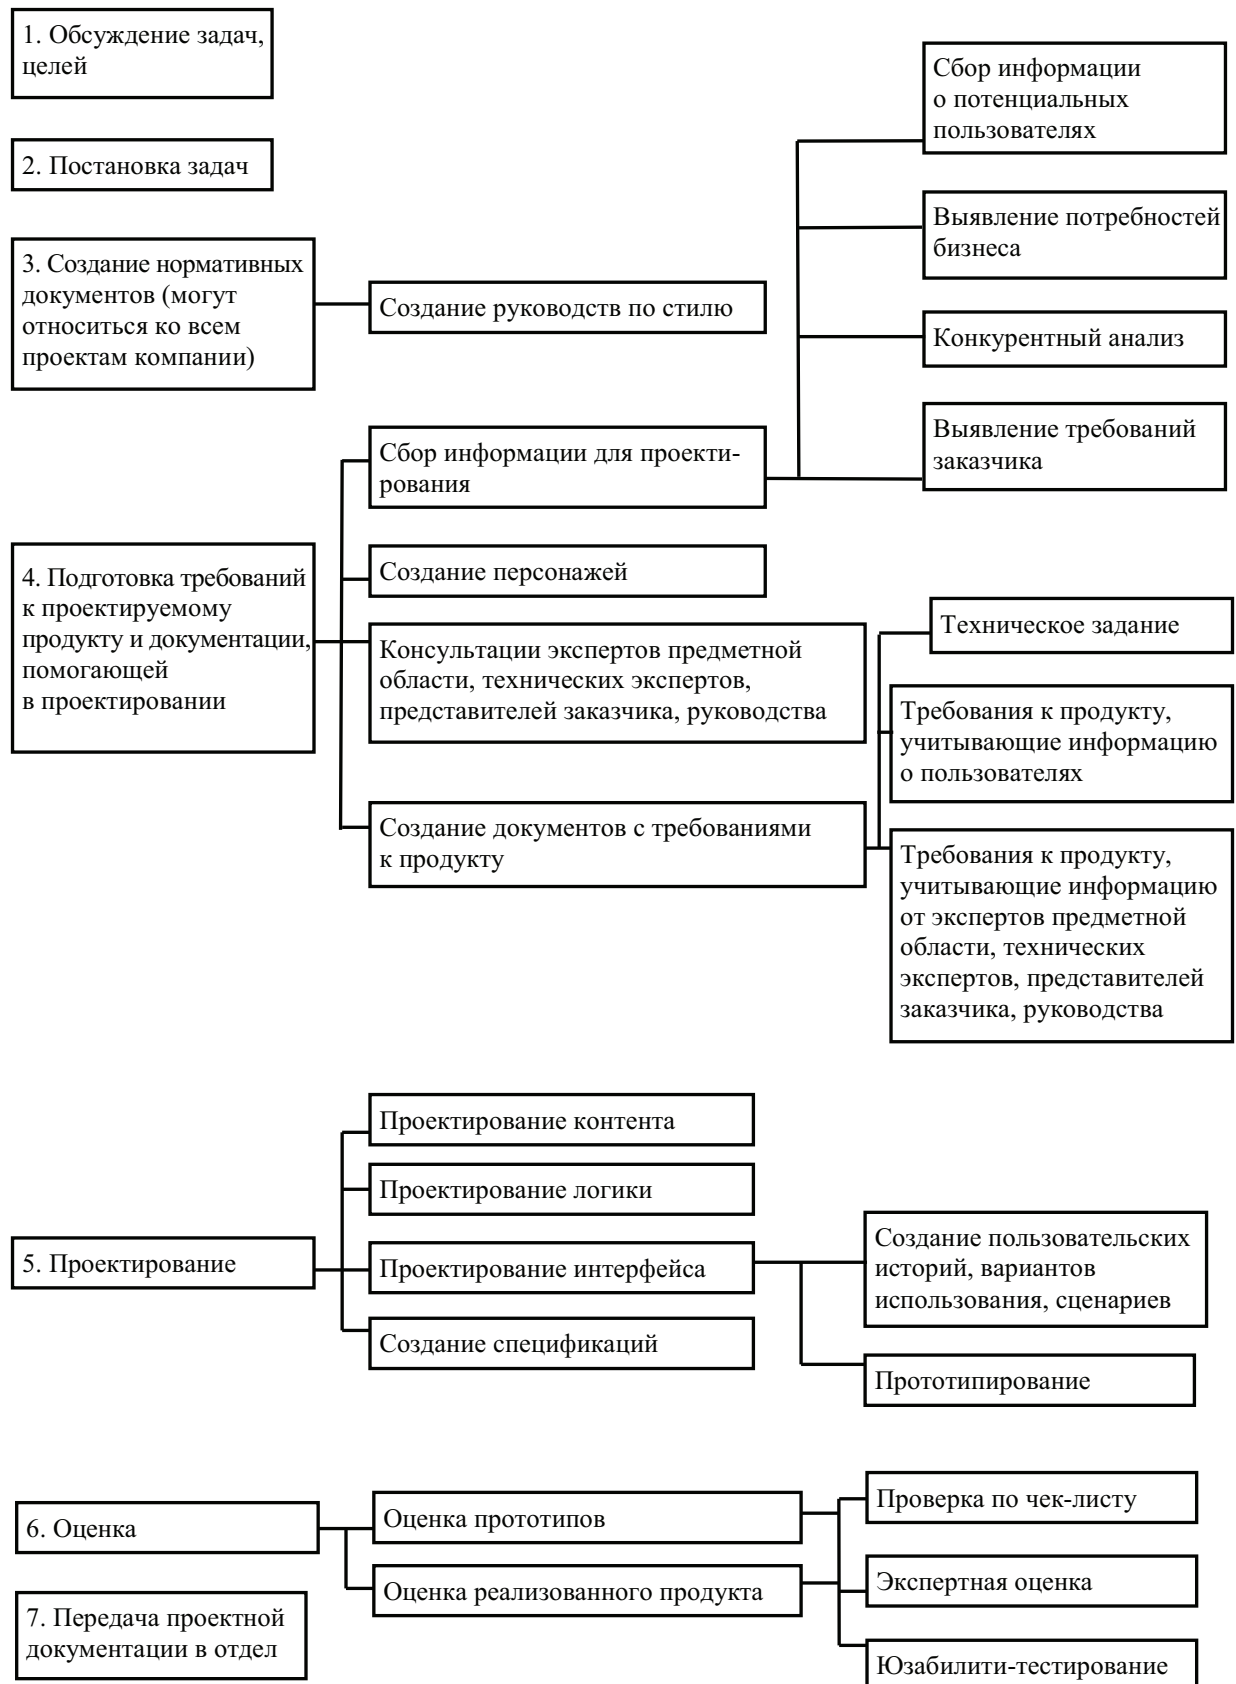 1. Обсуждение задач,
целей
2. Постановка задач
3. Создание нормативных
документов (могут
относиться ко всем
проектам компании)
Создание руководств по стилю
Сбор информации
о потенциальных
пользователях
Выявление потребностей
бизнеса
Конкурентный анализ
Выявление требований
заказчика
4. Подготовка требований
к проектируемому
продукту и документации,
помогающей
в проектировании
Сбор информации для проекти-
рования
Создание персонажей
Консультации экспертов предметной
области, технических экспертов,
представителей заказчика, руководства
Создание документов с требованиями
к продукту
Техническое задание
Требования к продукту,
учитывающие информацию
о пользователях
Требования к продукту,
учитывающие информацию
от экспертов предметной
области, технических
экспертов, представителей
заказчика, руководства
5. Проектирование
Проектирование контента
Проектирование логики
Проектирование интерфейса
Создание спецификаций
Создание пользовательских
историй, вариантов
использования, сценариев
Прототипирование
6. Оценка
Оценка прототипов
Оценка реализованного продукта
Проверка по чек-листу
Экспертная оценка
Юзабилити-тестирование
7. Передача проектной
документации в отдел